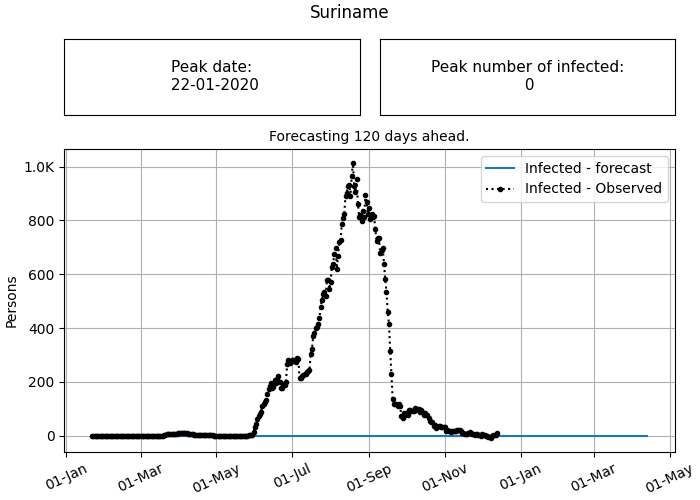 Suriname
Peak date:
22-01-2020
Peak number of infected:
0
Forecasting 120 days ahead.
Infected - forecast
Infected - Observed
Persons
1.0K
800
600
400
200
0
01-Jan
01-Mar
01-May
01-Jul
01-Sep
01-Nov
01-Jan
01-Mar
01-May